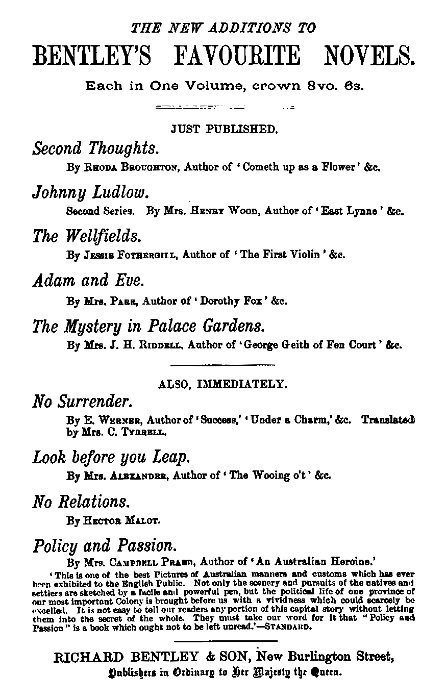 THE NEW ADDITIONS TO
BENTLEY'S FAVOURITE NOVELS.
Each in One Volume, crown 8vo. 6s.
JUST PUBLISHED.
Second Thoughts.
By RHODA BROUGHTON, Author of 'Cometh up as a Flower' &c.
Johnny Ludlow.
Second Series. By Mrs. HENRY WOOD, Author of 'East Lynne' &c.
The Wellfields.
By JESSIE FOTHERGILL, Author of 'The First Violin' &c.
Adam and Eve.
By Mrs. PARR, Author of 'Dorothy Fox' &c.
The Mystery in Palace Gardens.
By Mrs. J. H. RIDDELL, Author of 'George Geith of Fen Court' &c.
ALSO, IMMEDIATELY.
No Surrender.
By E. WERNER, Author of 'Success,' 'Under a Charm,' &c. Translated
by Mrs. C. TYRRELL.
Look before you Leap.
By Mrs. ALEXANDER, Author of 'The Wooing o't' &c.
No Relations.
By HECTOR MALOT.
Policy and Passion.
By Mrs. CAMPBELL PRAED, Author of 'An Australian Heroine.'
'This is one of the best Pictures of Australian manners and customs which has ever
been exhibited to the English Public. Not only the scenery and pursuits of the natives and
settlers are sketched by a facile and powerful pen, but the political life of one province of
our most important Colony is brought before us with a vividness which could scarcely be
excelled. It is not easy to tell our readers any portion of this capital story without letting
them into the secret of the whole. They must take our word for it that "Policy and
Passion" is a book which ought not to be left unread.'—STANDARD.
RICHARD BENTLEY & SON, New Burlington Street,
Publishers in Ordinary to Her Majesty the Queen.